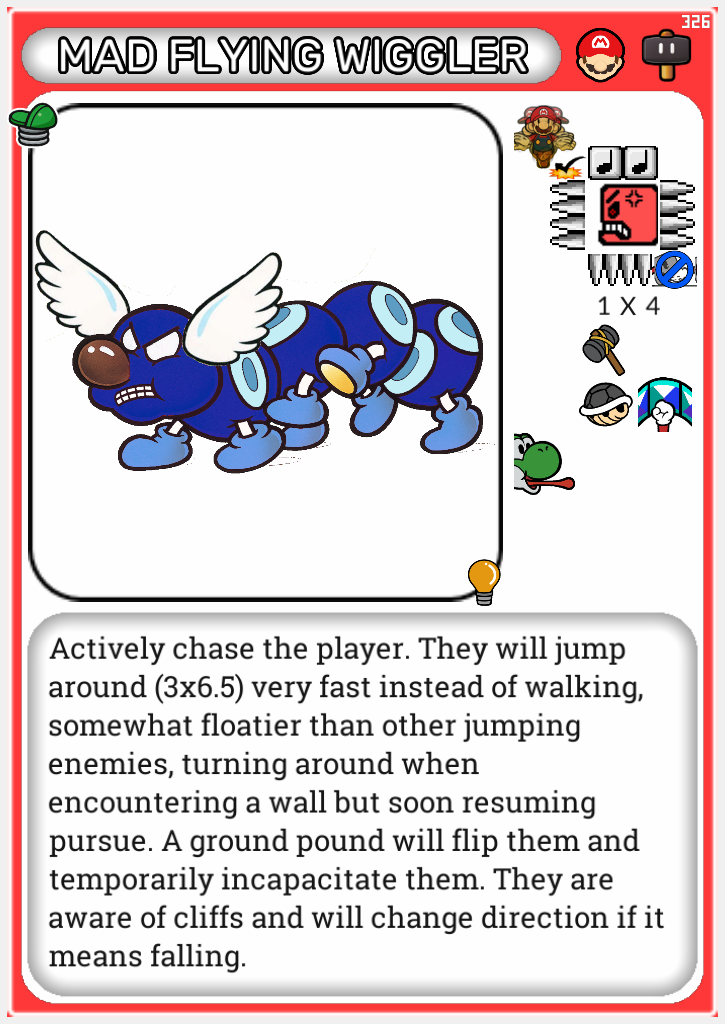 326
MAD FLYING WIGGLER
1 X 4
Actively chase the player. They will jump
around (3x6.5) very fast instead of walking,
somewhat floatier than other jumping
enemies, turning around when
encountering a wall but soon resuming
pursue. A ground pound will flip them and
temporarily incapacitate them. They are
aware of cliffs and will change direction if it
means falling.